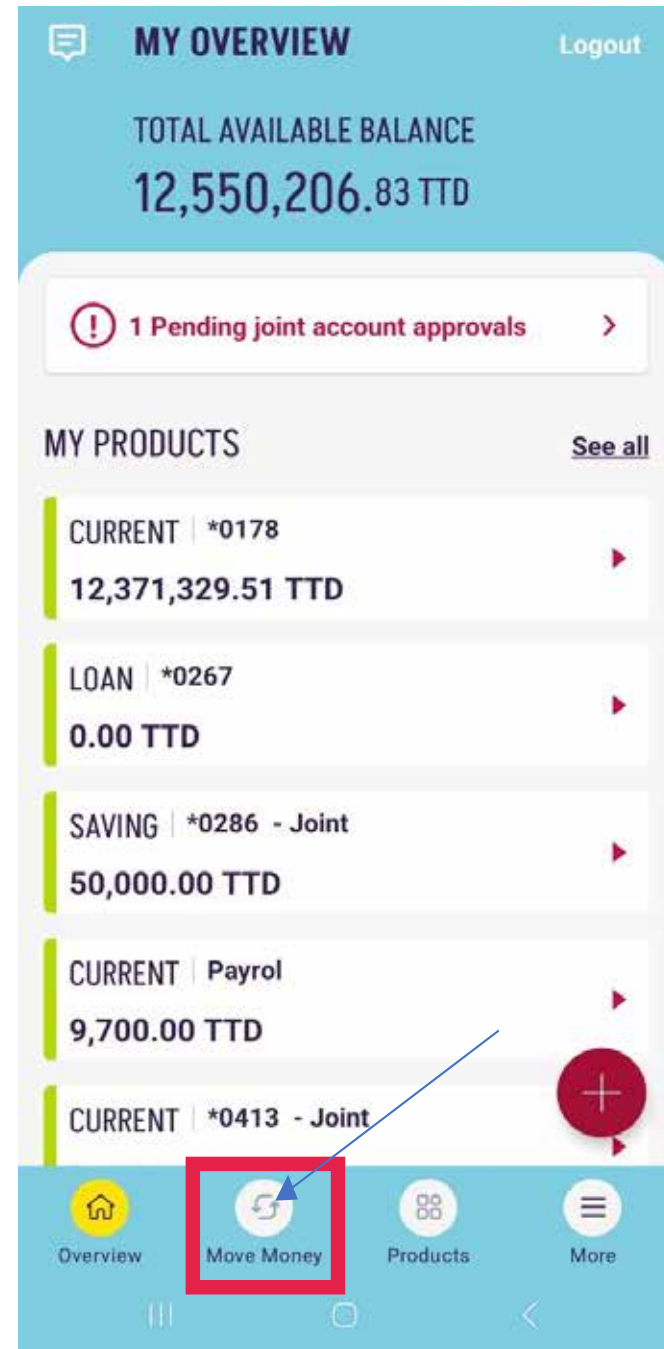 MY OVERVIEW Logout
TOTAL AVAILABLE BALANCE
12,550,206.83 TTD
1 Pending joint account approvals
MY PRODUCTS See all
CURRENT *0178
12,371,329.51 TTD
LOAN *0267
0.00 TTD
SAVING *0286 - Joint
50,000.00 TTD
CURRENT Payrol
9,700.00 TTD
CURRENT *0413 - Joint
Overview Move Money Products More